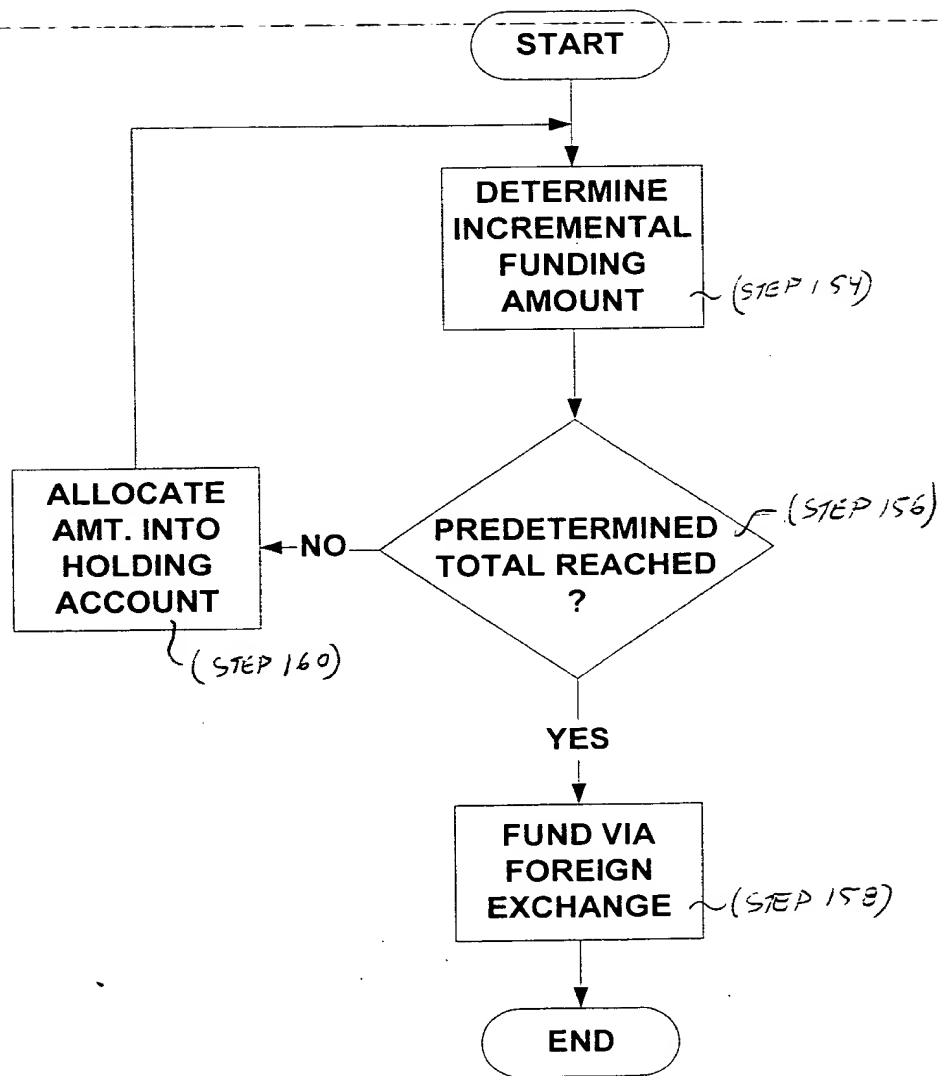 START
DETERMINE
INCREMENTAL
FUNDING
AMOUNT
(STEP 154)
PREDETERMINED
TOTAL REACHED
?
(STEP 156)
NO
ALLOCATE
AMT. INTO
HOLDING
ACCOUNT
(STEP 160)
YES
FUND VIA
FOREIGN
EXCHANGE
(STEP 158)
END